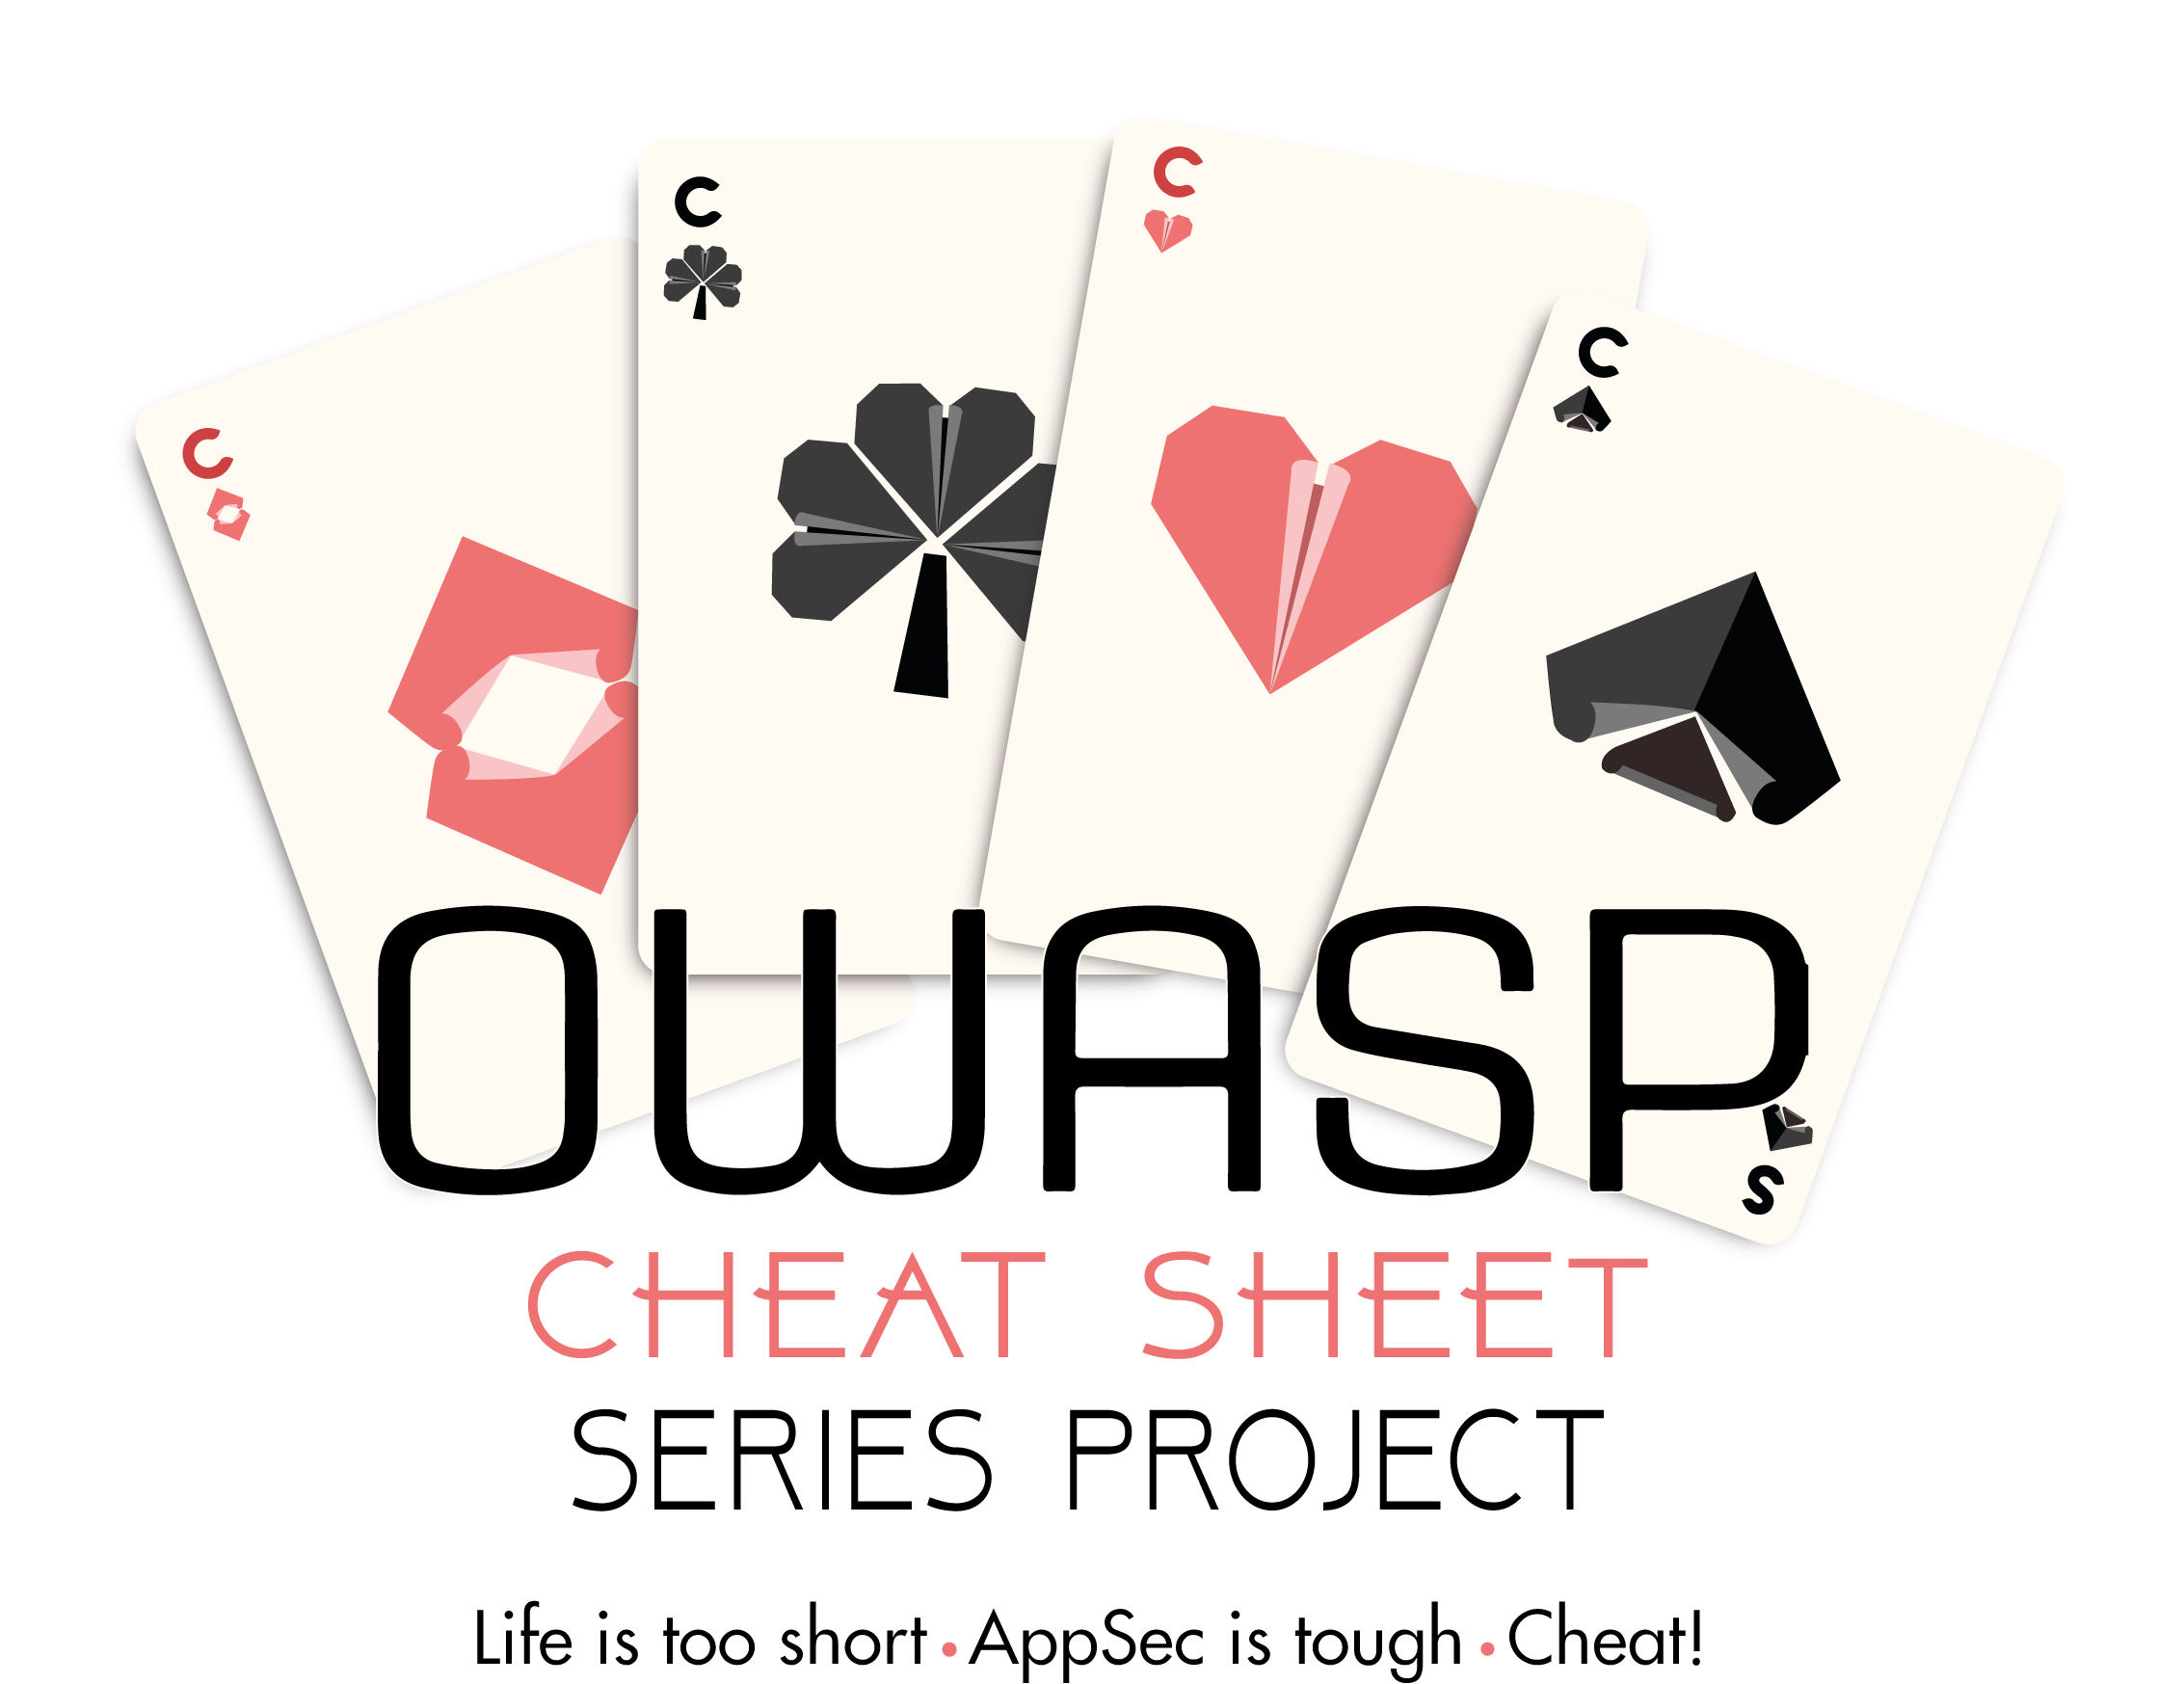 C
C
C
C
OWASP
S
CHEAT SHEET
SERIES PROJECT
Life is too short • AppSec is tough • Cheat!